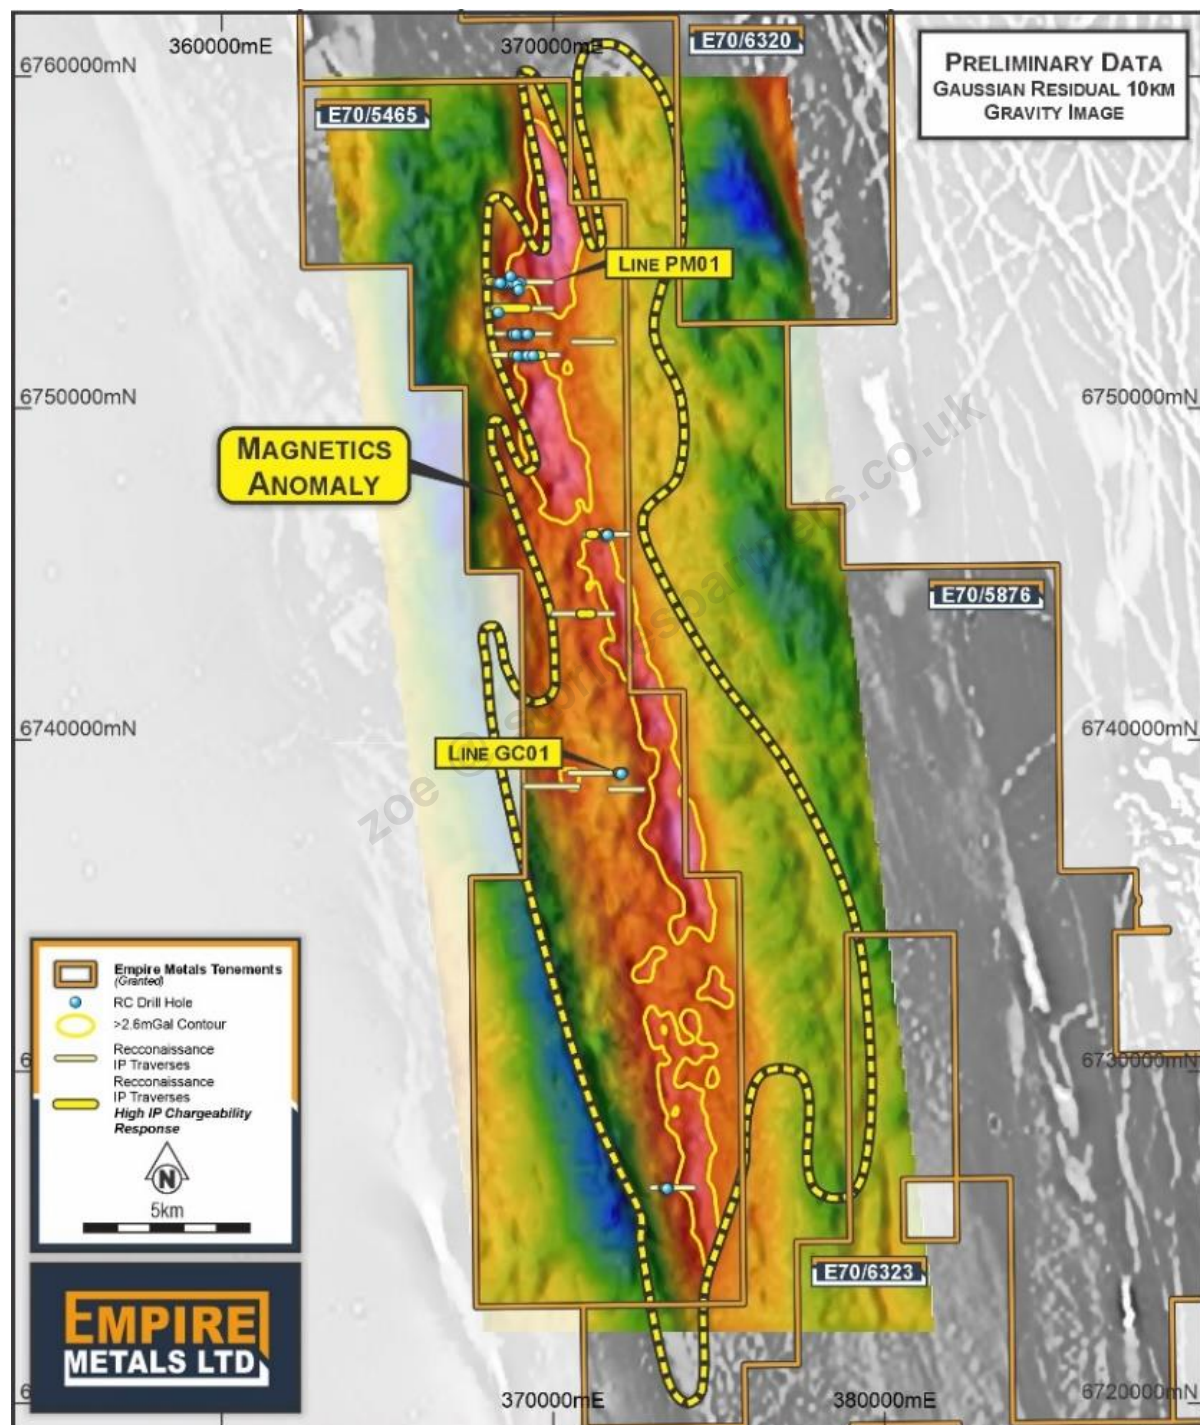 360000mE
370000mE
E70/6320
6760000mN
PRELIMINARY DATA
GAUSSIAN RESIDUAL 10KM
GRAVITY IMAGE
E70/5465
LINE PM01
6750000mN
6750000mN
MAGNETICS
ANOMALY
E70/5876
6740000mN
6740000mN
LINE GC01
Empire Metals Tenements
(Granted)
RC Drill Hole
>2.6mGal Contour
Recconaissance
IP Traverses
Recconaissance
IP Traverses
High IP Chargeability
Response
N
5km
6730000mN
E70/6323
EMPIRE
METALS LTD
370000mE
380000mE
6720000mN